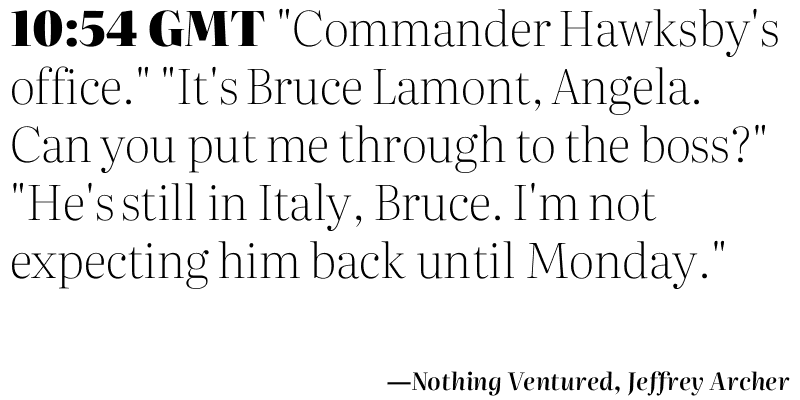 10:54 GMT "Commander Hawksby's
office." "It's Bruce Lamont, Angela.
Can you put me through to the boss?"
"He's still in Italy, Bruce. I'm not
expecting him back until Monday."
—Nothing Ventured, Jeffrey Archer